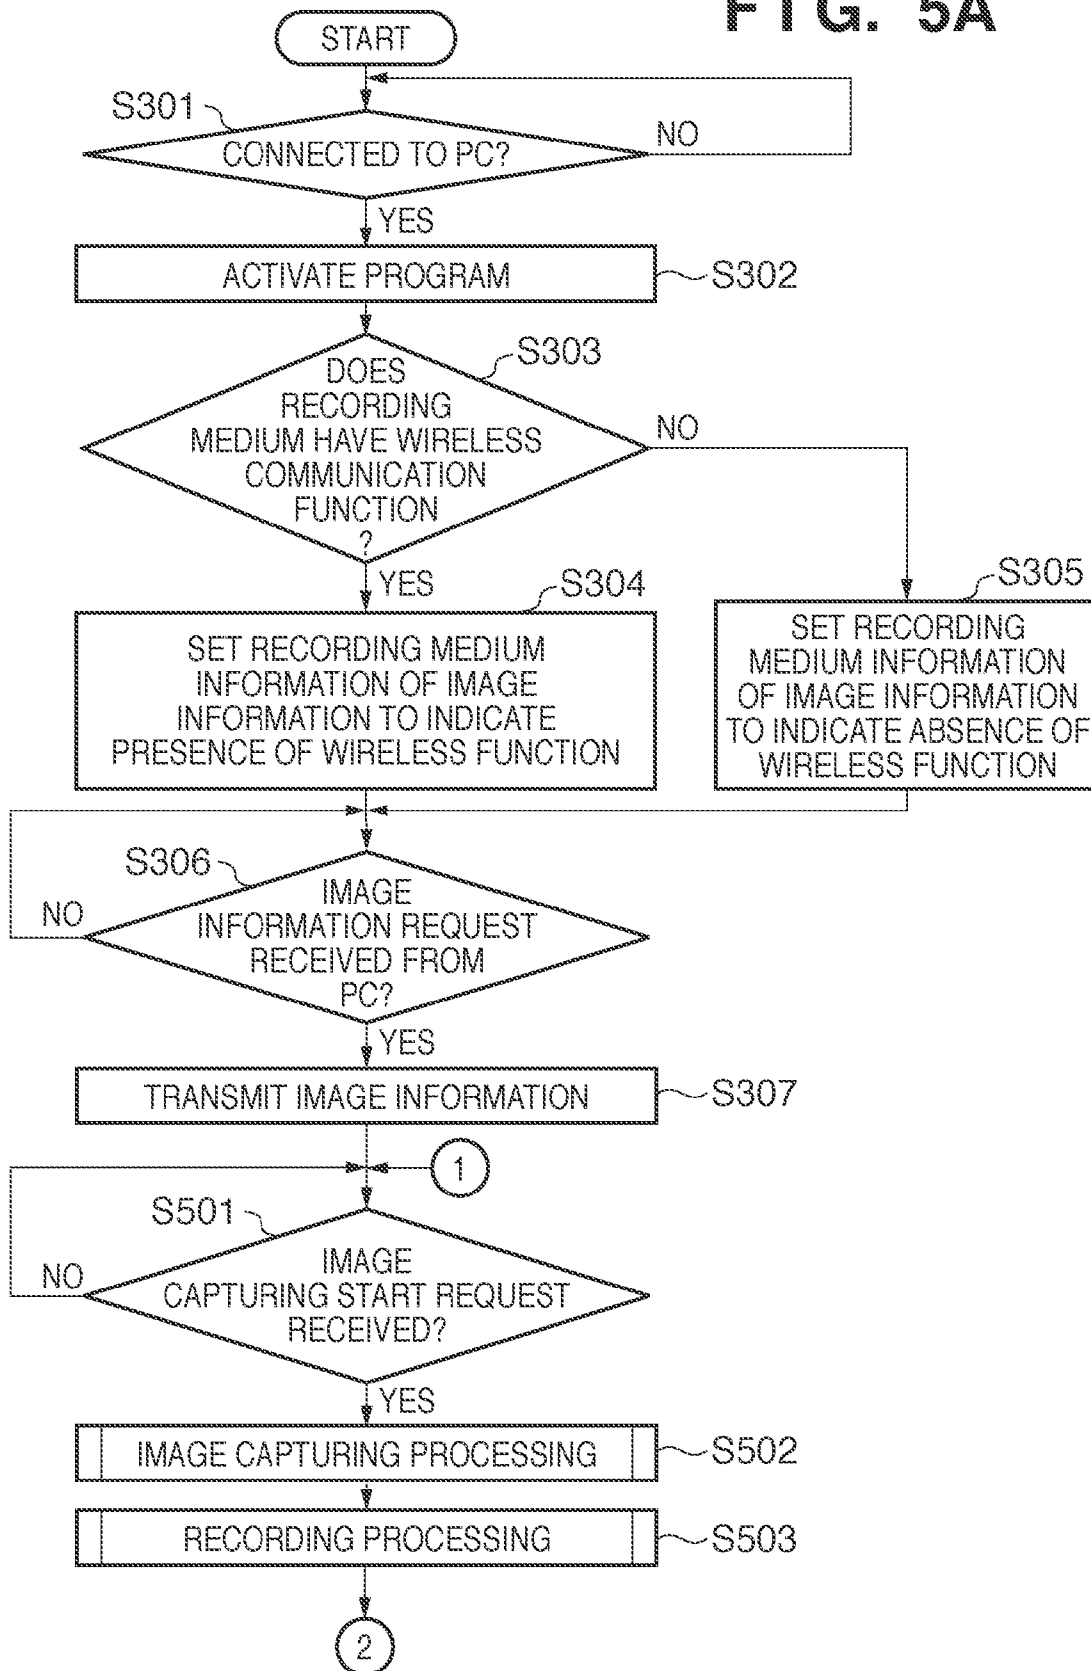 FIG. 5A
START
S301
CONNECTED TO PC?
NO
YES
ACTIVATE PROGRAM
S302
S303
DOES
RECORDING
MEDIUM HAVE WIRELESS
COMMUNICATION
FUNCTION
?
NO
YES
S304
SET RECORDING MEDIUM
INFORMATION OF IMAGE
INFORMATION TO INDICATE
PRESENCE OF WIRELESS FUNCTION
S305
SET RECORDING
MEDIUM INFORMATION
OF IMAGE INFORMATION
TO INDICATE ABSENCE OF
WIRELESS FUNCTION
S306
IMAGE
INFORMATION REQUEST
RECEIVED FROM
PC?
NO
YES
TRANSMIT IMAGE INFORMATION
S307
1
S501
IMAGE
CAPTURING START REQUEST
RECEIVED?
NO
YES
IMAGE CAPTURING PROCESSING
S502
RECORDING PROCESSING
S503
2